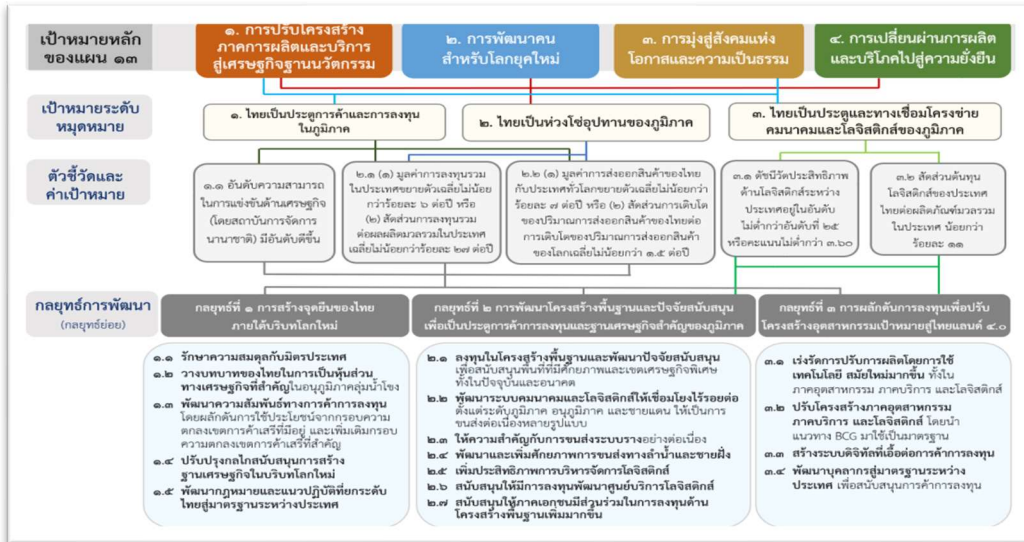 เป้าหมายหลัก
ของแผน ๑๓
๑. การปรับโครงสร้าง
ภาคการผลิตและบริการ
สู่เศรษฐกิจฐานนวัตกรรม
๒. การพัฒนาคน
สำหรับโลกยุคใหม่
๓. การมุ่งสู่สังคมแห่ง
โอกาสและความเป็นธรรม
๔. การเปลี่ยนผ่านการผลิต
และบริโภคไปสู่ความยั่งยืน
เป้าหมายระดับ
หมุดหมาย
๑. ไทยเป็นประตูการค้าและการลงทุน
ในภูมิภาค
๒. ไทยเป็นห่วงโซ่อุปทานของภูมิภาค
๓. ไทยเป็นประตูและทางเชื่อมโครงข่าย
คมนาคมและโลจิสติกส์ของภูมิภาค
ตัวชี้วัดและ
ค่าเป้าหมาย
๑.๑ อันดับความสามารถ
ในการแข่งขันด้านเศรษฐกิจ
(โดยสถาบันการจัดการ
นานาชาติ) มีอันดับดีขึ้น
๒.๑ (๑) มูลค่าการลงทุนรวม
ในประเทศขยายตัวเฉลี่ยไม่น้อย
กว่าร้อยละ ๖ ต่อปี หรือ
(๒) สัดส่วนการลงทุนรวม
ต่อผลผลิตมวลรวมในประเทศ
เฉลี่ยไม่น้อยกว่าร้อยละ ๒๗ ต่อปี
๒.๒ (๑) มูลค่าการส่งออกสินค้าของไทย
กับประเทศทั่วโลกขยายตัวเฉลี่ยไม่น้อยกว่า
ร้อยละ ๗ ต่อปี หรือ (๒) สัดส่วนการเติบโต
ของปริมาณการส่งออกสินค้าของไทยต่อ
การเติบโตของปริมาณการส่งออกสินค้า
ของโลกเฉลี่ยไม่น้อยกว่า ๑.๕ ต่อปี
๓.๑ ดัชนีวัดประสิทธิภาพ
ด้านโลจิสติกส์ระหว่าง
ประเทศอยู่ในอันดับ
ไม่ต่ำกว่าอันดับที่ ๒๕
หรือคะแนนไม่ต่ำกว่า ๓.๖๐
๓.๒ สัดส่วนต้นทุน
โลจิสติกส์ของประเทศ
ไทยต่อผลิตภัณฑ์มวลรวม
ในประเทศ น้อยกว่า
ร้อยละ ๑๑
กลยุทธ์การพัฒนา
(กลยุทธ์ย่อย)
กลยุทธ์ที่ ๑ การสร้างจุดยืนของไทย
ภายใต้บริบทโลกใหม่
กลยุทธ์ที่ ๒ การพัฒนาโครงสร้างพื้นฐานและปัจจัยสนับสนุน
เพื่อเป็นประตูการค้าการลงทุนและฐานเศรษฐกิจสำคัญของภูมิภาค
กลยุทธ์ที่ ๓ การผลักดันการลงทุนเพื่อปรับ
โครงสร้างอุตสาหกรรมเป้าหมายสู่ไทยแลนด์ ๔.๐
๑.๑ รักษาความสมดุลกับมิตรประเทศ
๑.๒ วางบทบาทของไทยในการเป็นหุ้นส่วน
ทางเศรษฐกิจที่สำคัญในอนุภูมิภาคลุ่มน้ำโขง
๑.๓ พัฒนาความสัมพันธ์ทางการค้าการลงทุน
โดยผลักดันการใช้ประโยชน์จากกรอบความ
ตกลงเขตการค้าเสรีที่มีอยู่ และเพิ่มเติมกรอบ
ความตกลงเขตการค้าเสรีที่สำคัญ
๑.๔ ปรับปรุงกลไกสนับสนุนการสร้าง
ฐานเศรษฐกิจในบริบทโลกใหม่
๑.๕ พัฒนากฎหมายและแนวปฏิบัติที่ยกระดับ
ไทยสู่มาตรฐานระหว่างประเทศ
๒.๑ ลงทุนในโครงสร้างพื้นฐานและพัฒนาปัจจัยสนับสนุน
เพื่อสนับสนุนพื้นที่ที่มีศักยภาพและเขตเศรษฐกิจพิเศษ
ทั้งในปัจจุบันและอนาคต
๒.๒ พัฒนาระบบคมนาคมและโลจิสติกส์ให้เชื่อมโยงไร้รอยต่อ
ตั้งแต่ระดับภูมิภาค อนุภูมิภาค และชายแดน ให้เป็นการ
ขนส่งต่อเนื่องหลายรูปแบบ
๒.๓ ให้ความสำคัญกับการขนส่งระบบรางอย่างต่อเนื่อง
๒.๔ พัฒนาและเพิ่มศักยภาพการขนส่งทางลำน้ำและชายฝั่ง
๒.๕ เพิ่มประสิทธิภาพการบริหารจัดการโลจิสติกส์
๒.๖ สนับสนุนให้มีการลงทุนพัฒนาศูนย์บริการโลจิสติกส์
๒.๗ สนับสนุนให้ภาคเอกชนมีส่วนร่วมในการลงทุนด้าน
โครงสร้างพื้นฐานเพิ่มมากขึ้น
๓.๑ เร่งรัดการปรับการผลิตโดยการใช้
เทคโนโลยี สมัยใหม่มากขึ้น ทั้งใน
ภาคอุตสาหกรรม ภาคบริการ และโลจิสติกส์
๓.๒ ปรับโครงสร้างภาคอุตสาหกรรม
ภาคบริการ และโลจิสติกส์ โดยนำ
แนวทาง BCG มาใช้เป็นมาตรฐาน
๓.๓ สร้างระบบดิจิทัลที่เอื้อต่อการค้าการลงทุน
๓.๔ พัฒนาบุคลากรสู่มาตรฐานระหว่าง
ประเทศ เพื่อสนับสนุนการค้าการลงทุน